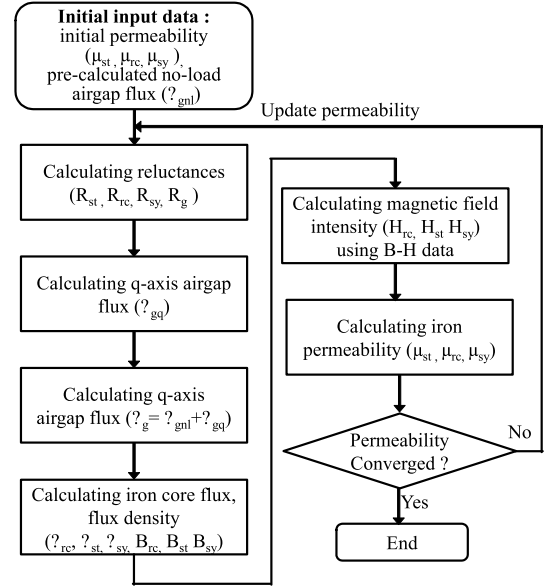 Initial input data :
initial permeability
(μst , μrc, μsy ) ,
pre-calculated no-load
airgap flux (?gnl)
Update permeability
Calculating reluctances
(Rst , Rrc, Rsy, Rg )
Calculating q-axis airgap
flux (?gq)
Calculating q-axis
airgap flux (?g= ?gnl+?gq)
Calculating iron core flux,
flux density
(?rc, ?st, ?sy, Brc, Bst Bsy)
Calculating magnetic field
intensity (Hrc, Hst Hsy)
using B-H data
Calculating iron
permeability (μst , μrc, μsy)
Permeability
Converged ?
No
Yes
End